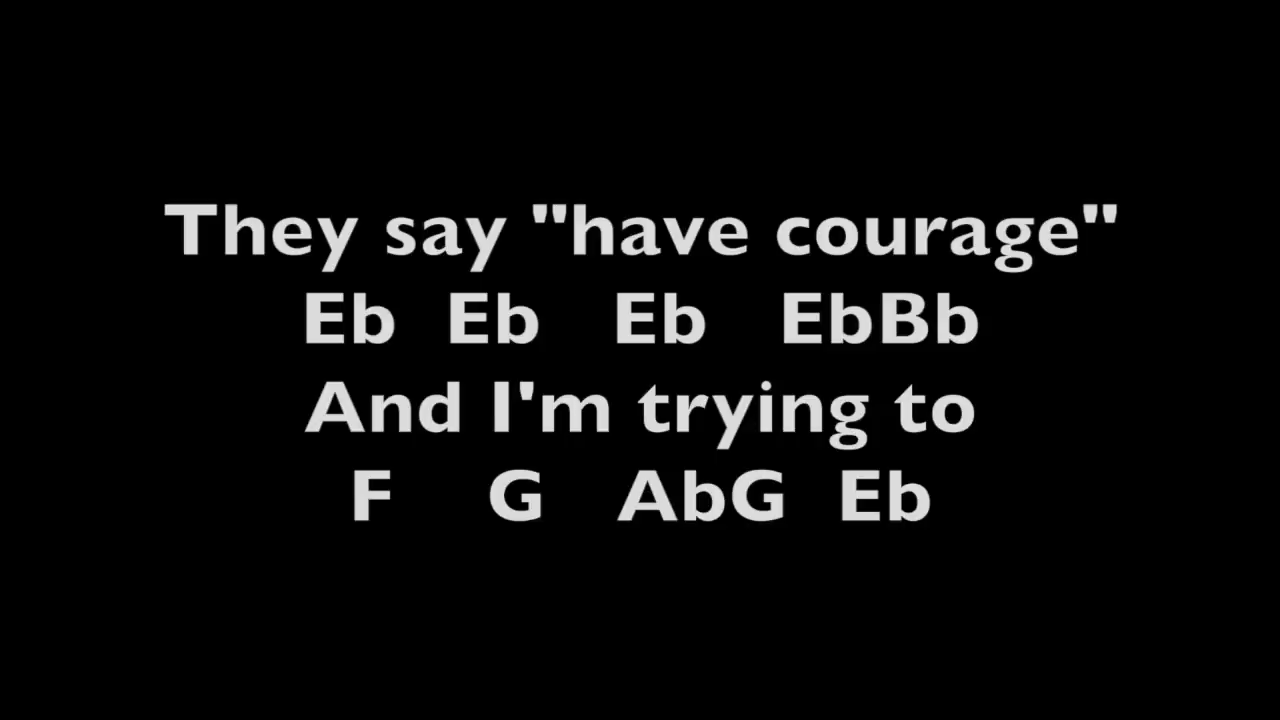 They say "have courage"
Eb Eb Eb EbBb
And I'm trying to
F G AbG Eb